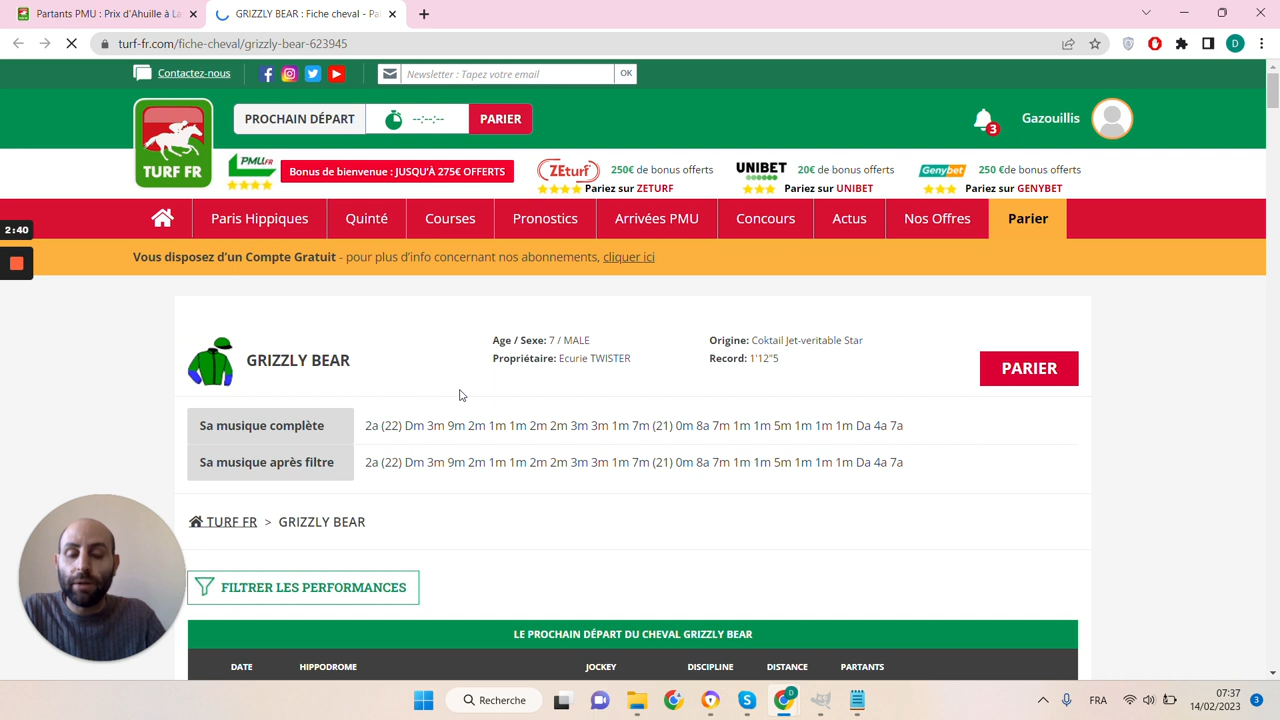 Partants PMU : Prix d'Ahuille à La
GRIZZLY BEAR : Fiche cheval - Pa
turf-fr.com/fiche-cheval/grizzly-bear-623945
D
Contactez-nous
Newsletter : Tapez votre email
OK
TURF FR
PROCHAIN DÉPART
--:--:--
PARIER
3
Gazouillis
PMU.FR
Bonus de bienvenue : JUSQU'À 275€ OFFERTS
ZEturf
250€ de bonus offerts
Pariez sur ZETURF
UNIBET
20€ de bonus offerts
Pariez sur UNIBET
Genybet
250 €de bonus offerts
Pariez sur GENYBET
Paris Hippiques
Quinté
Courses
Pronostics
Arrivées PMU
Concours
Actus
Nos Offres
Parier
2:40
Vous disposez d'un Compte Gratuit - pour plus d'info concernant nos abonnements, cliquer ici
GRIZZLY BEAR
Age / Sexe: 7 / MALE
Propriétaire: Ecurie TWISTER
Origine: Coktail Jet-veritable Star
Record: 1'12"5
PARIER
Sa musique complète
2a (22) Dm 3m 9m 2m 1m 1m 2m 2m 3m 3m 1m 7m (21) 0m 8a 7m 1m 1m 5m 1m 1m 1m Da 4a 7a
Sa musique après filtre
2a (22) Dm 3m 9m 2m 1m 1m 2m 2m 3m 3m 1m 7m (21) 0m 8a 7m 1m 1m 5m 1m 1m 1m Da 4a 7a
TURF FR > GRIZZLY BEAR
FILTRER LES PERFORMANCES
LE PROCHAIN DÉPART DU CHEVAL GRIZZLY BEAR
DATE
HIPPODROME
JOCKEY
DISCIPLINE
DISTANCE
PARTANTS
Recherche
D
FRA
07:37
14/02/2023
3